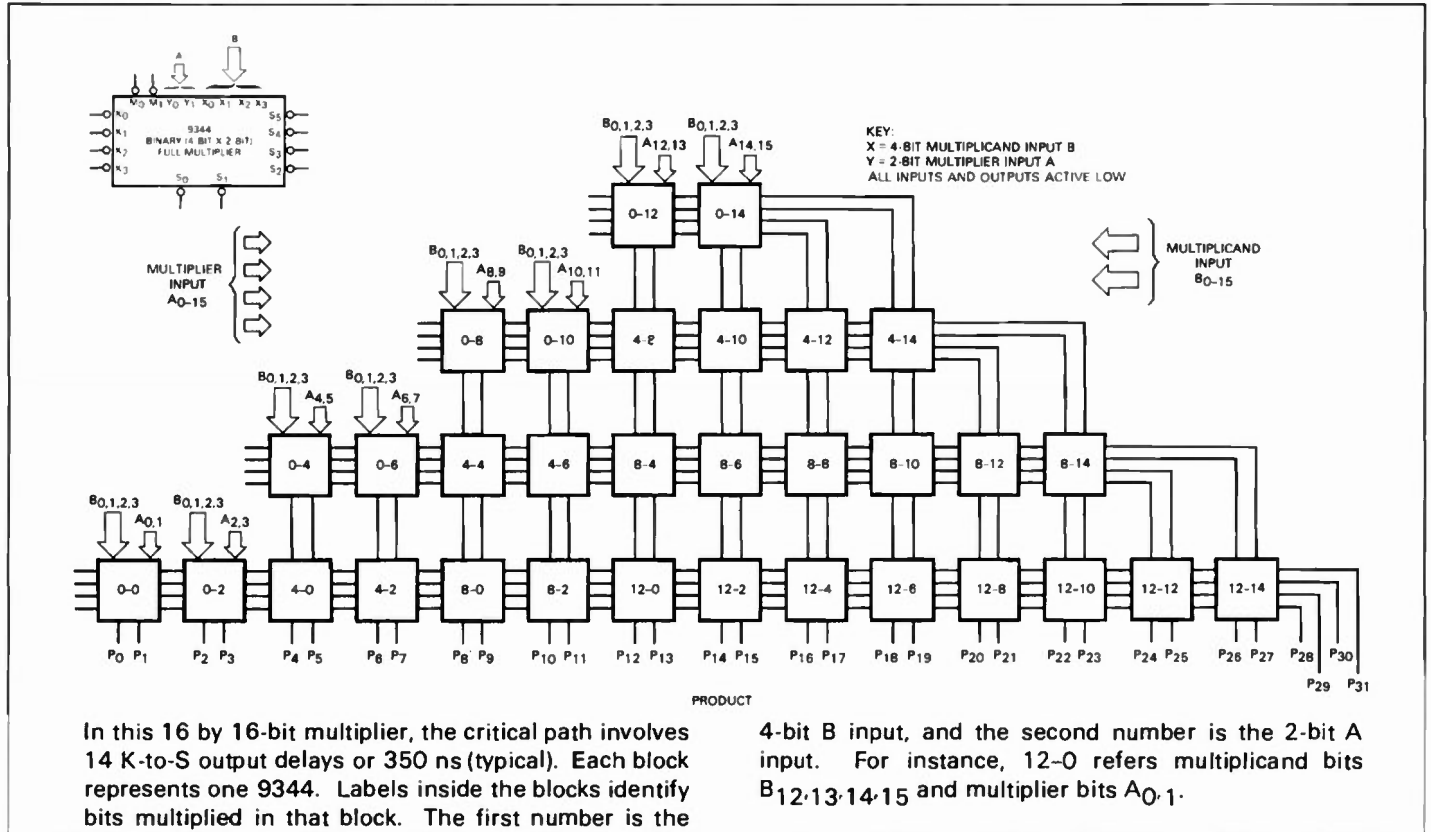 A
B
M0 M1 Y0 Y1 X0 X1 X2 X3
K0
K1
K2
K3
9344
BINARY (4 BIT X 2 BIT)
FULL MULTIPLIER
S5
S4
S3
S2
S0 S1
KEY:
X = 4-BIT MULTIPLICAND INPUT B
Y = 2-BIT MULTIPLIER INPUT A
ALL INPUTS AND OUTPUTS ACTIVE LOW
B0,1,2,3 A12,13 B0,1,2,3 A14,15
0-12 0-14
MULTIPLIER
INPUT
A0-15
MULTIPLICAND
INPUT
B0-15
B0,1,2,3 A8,9 B0,1,2,3 A10,11
0-8 0-10 4-8 4-10 4-12 4-14
B0,1,2,3 A4,5 B0,1,2,3 A6,7
0-4 0-6 4-4 4-6 8-4 8-6 8-8 8-10 8-12 8-14
B0,1,2,3 A0,1 B0,1,2,3 A2,3
0-0 0-2 4-0 4-2 8-0 8-2 12-0 12-2 12-4 12-6 12-8 12-10 12-12 12-14
P0 P1 P2 P3 P4 P5 P6 P7 P8 P9 P10 P11 P12 P13 P14 P15 P16 P17 P18 P19 P20 P21 P22 P23 P24 P25 P26 P27 P28 P30
P29 P31
PRODUCT
In this 16 by 16-bit multiplier, the critical path involves
14 K-to-S output delays or 350 ns (typical). Each block
represents one 9344. Labels inside the blocks identify
bits multiplied in that block. The first number is the
4-bit B input, and the second number is the 2-bit A
input. For instance, 12-0 refers multiplicand bits
B12,13,14,15 and multiplier bits A0,1.